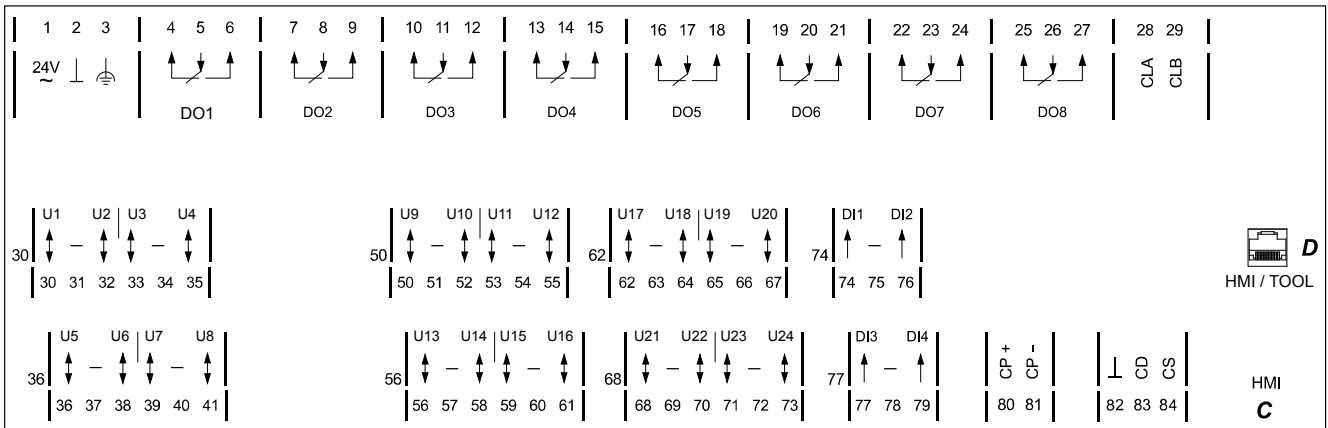 1 2 3 4 5 6 7 8 9 10 11 12 13 14 15 16 17 18 19 20 21 22 23 24 25 26 27 28 29
24V
~
CLA CLB
DO1 DO2 DO3 DO4 DO5 DO6 DO7 DO8
U1 U2 U3 U4 U9 U10 U11 U12 U17 U18 U19 U20 DI1 DI2
30 50 62 74 D
30 31 32 33 34 35 50 51 52 53 54 55 62 63 64 65 66 67 74 75 76 HMI / TOOL
U5 U6 U7 U8 U13 U14 U15 U16 U21 U22 U23 U24 DI3 DI4
CP + CP - CD CS
36 56 68 77 HMI
36 37 38 39 40 41 56 57 58 59 60 61 68 69 70 71 72 73 77 78 79 80 81 82 83 84 C